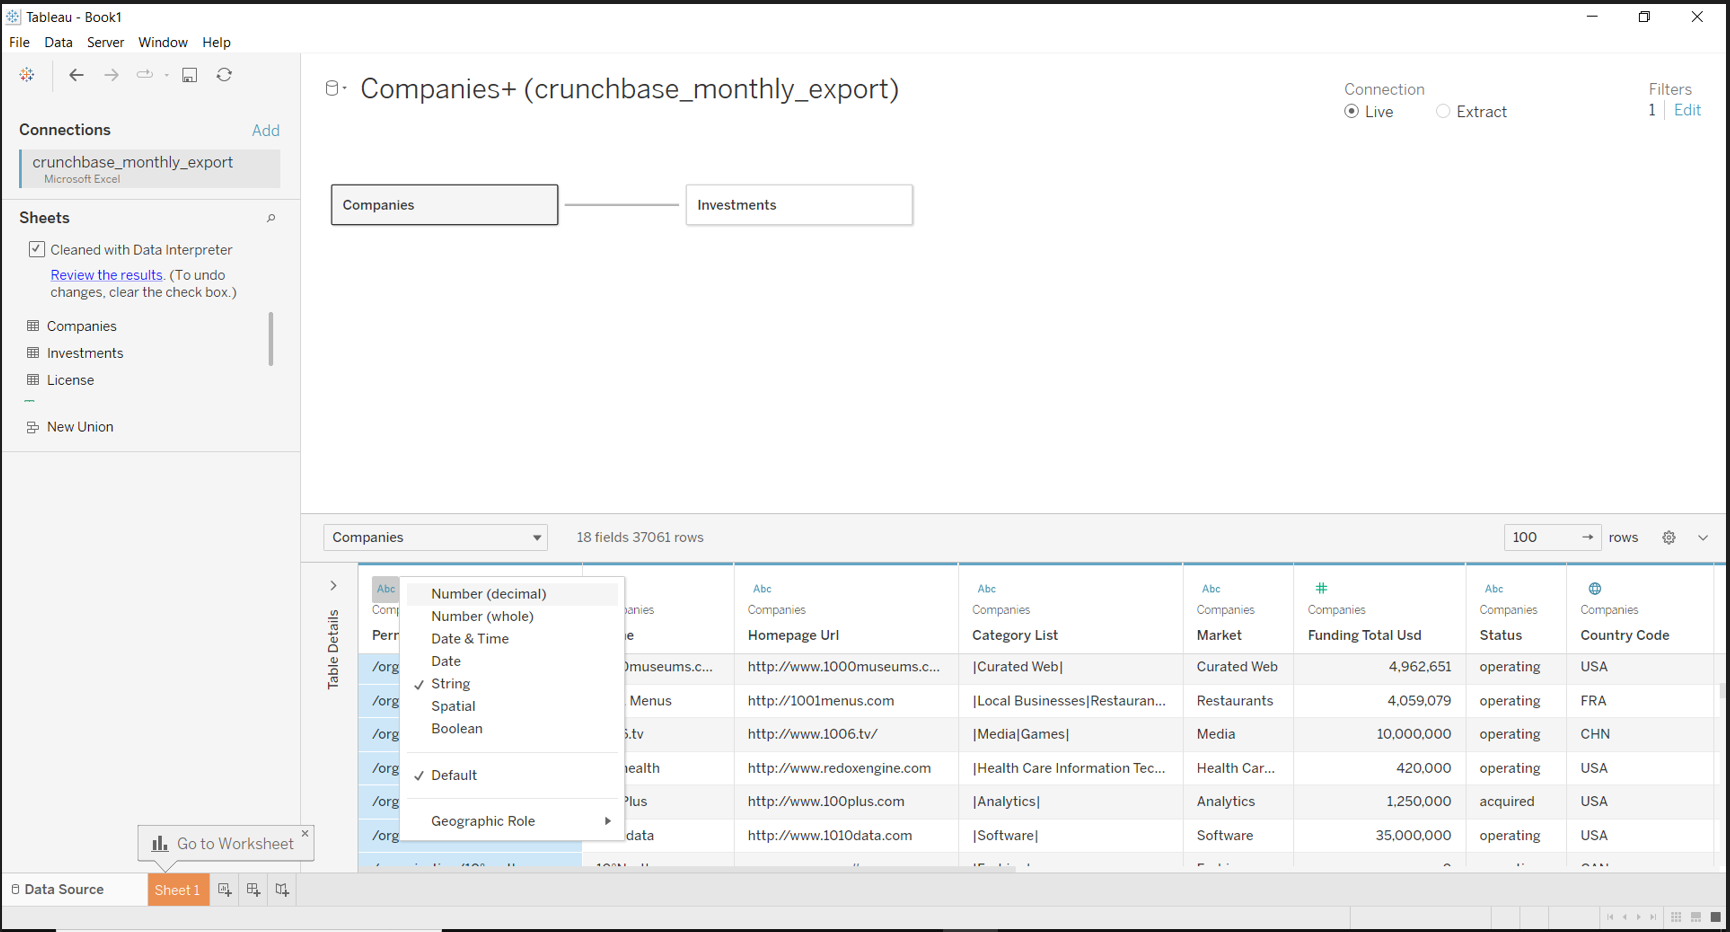 Tableau - Book1
File Data Server Window Help
Connections Add
crunchbase_monthly_export
Microsoft Excel
Sheets
Cleaned with Data Interpreter
Review the results. (To undo
changes, clear the check box.)
Companies
Investments
License
New Union
Companies+ (crunchbase_monthly_export)
Connection
Live Extract
Filters
1 Edit
Companies Investments
Companies 18 fields 37061 rows 100 rows
Table Details
Abc Abc Abc Abc Abc
Comp anies Companies Companies Companies Companies Companies Companies
Perm e Homepage Url Category List Market Funding Total Usd Status Country Code
/org 0museums.c... http://www.1000museums.c... |Curated Web| Curated Web 4,962,651 operating USA
/org Menus http://1001menus.com |Local Businesses|Restauran... Restaurants 4,059,079 operating FRA
/org 6.tv http://www.1006.tv/ |Media|Games| Media 10,000,000 operating CHN
/org health http://www.redoxengine.com |Health Care Information Tec... Health Car... 420,000 operating USA
/org Plus http://www.100plus.com |Analytics| Analytics 1,250,000 acquired USA
/org data http://www.1010data.com |Software| Software 35,000,000 operating USA
Number (decimal)
Number (whole)
Date & Time
Date
String
Spatial
Boolean
Default
Geographic Role
Go to Worksheet
Data Source Sheet 1